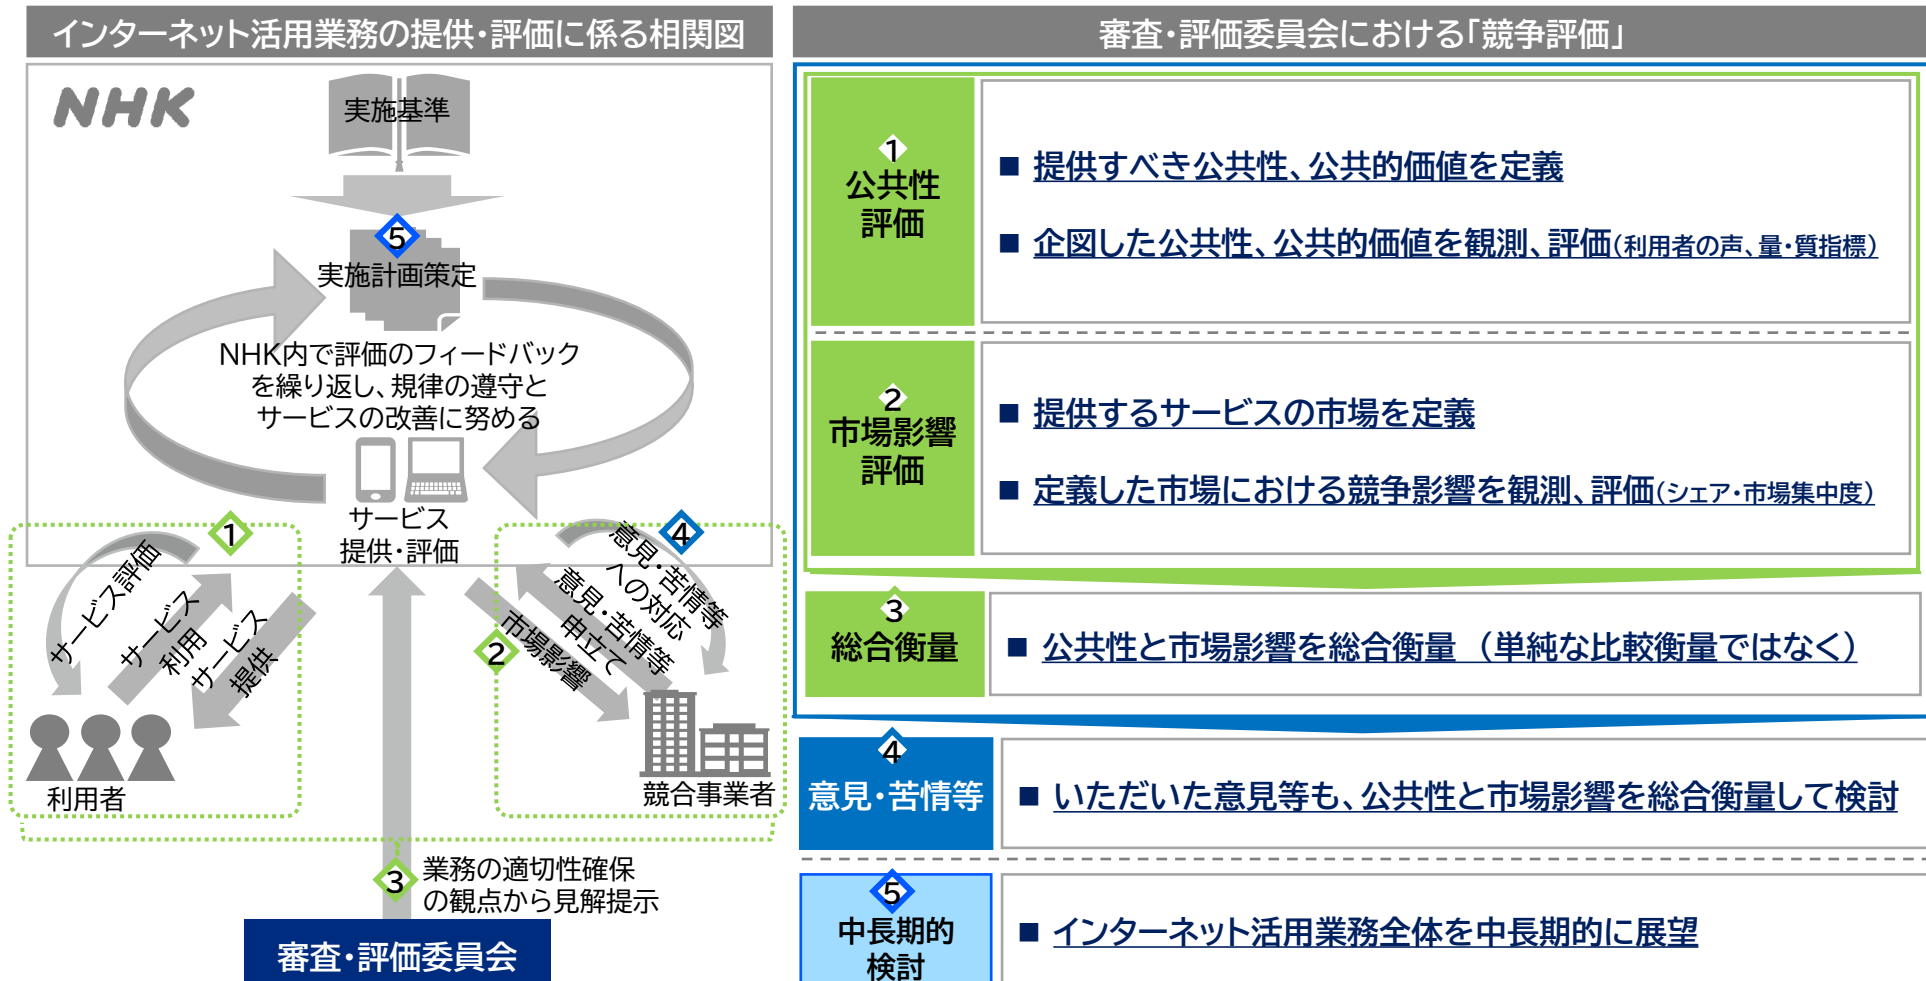 インターネット活用業務の提供・評価に係る相関図
NHK
実施基準
5
実施計画策定
NHK内で評価のフィードバック
を繰り返し、規律の遵守と
サービスの改善に努める
サービス
提供・評価
1
サービス評価
サービス
利用
サービス
提供
利用者
4
意見・苦情等
への対応
意見・苦情等
申立て
2
市場影響
競合事業者
3
業務の適切性確保
の観点から見解提示
審査・評価委員会
審査・評価委員会における「競争評価」
1
公共性
評価
■ 提供すべき公共性、公共的価値を定義
■ 企図した公共性、公共的価値を観測、評価(利用者の声、量・質指標)
2
市場影響
評価
■ 提供するサービスの市場を定義
■ 定義した市場における競争影響を観測、評価(シェア・市場集中度)
3
総合衡量
■ 公共性と市場影響を総合衡量 (単純な比較衡量ではなく)
4
意見・苦情等
■ いただいた意見等も、公共性と市場影響を総合衡量して検討
5
中長期的
検討
■ インターネット活用業務全体を中長期的に展望